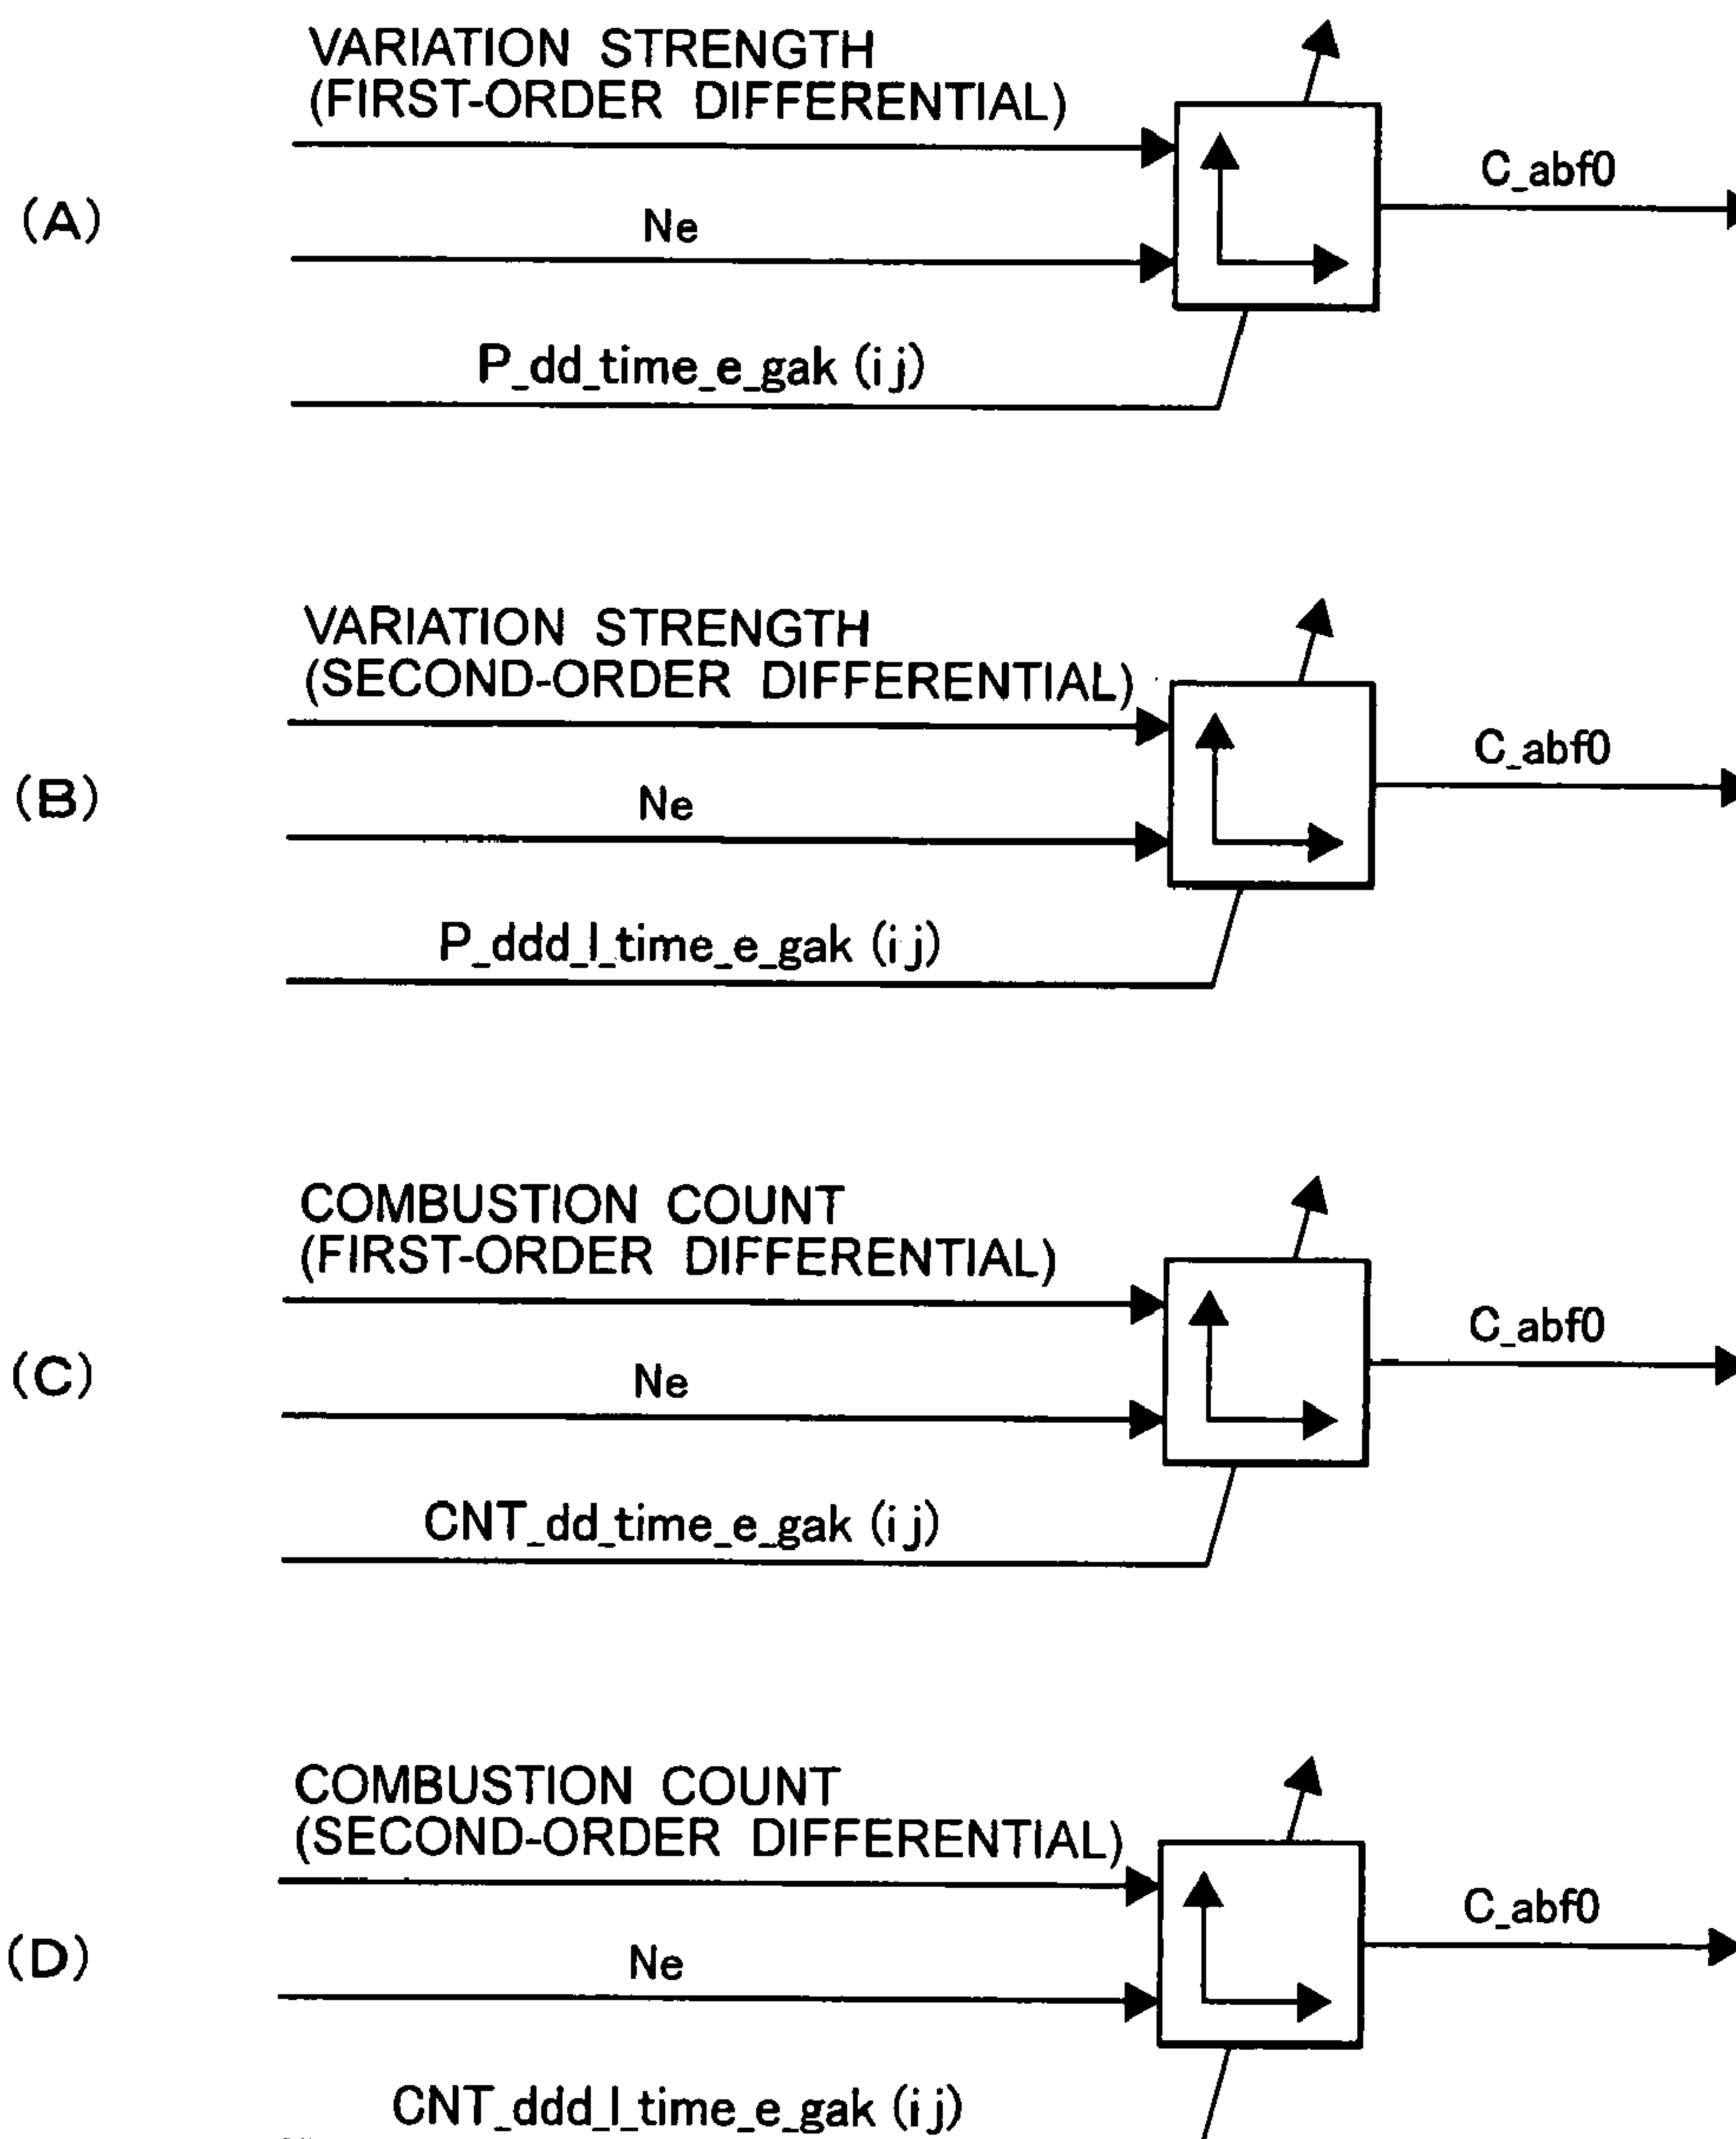 VARIATION STRENGTH
(FIRST-ORDER DIFFERENTIAL)
C_abf0
(A)
Ne
P_dd_time_e_gak (i j)
VARIATION STRENGTH
(SECOND-ORDER DIFFERENTIAL)
C_abf0
(B)
Ne
P_ddd_l_time_e_gak (i j)
COMBUSTION COUNT
(FIRST-ORDER DIFFERENTIAL)
C_abf0
(C)
Ne
CNT_dd_time_e_gak (i j)
COMBUSTION COUNT
(SECOND-ORDER DIFFERENTIAL)
C_abf0
(D)
Ne
CNT_ddd_l_time_e_gak (i j)